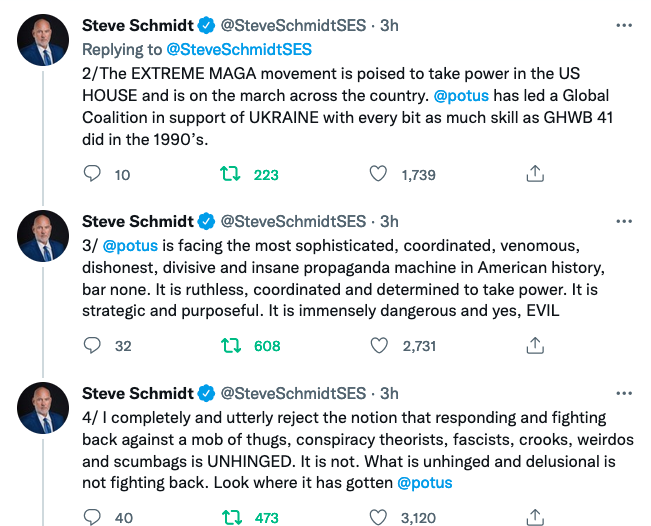 Steve Schmidt @SteveSchmidtSES · 3h
Replying to @SteveSchmidtSES
2/The EXTREME MAGA movement is poised to take power in the US
HOUSE and is on the march across the country. @potus has led a Global
Coalition in support of UKRAINE with every bit as much skill as GHWB 41
did in the 1990's.
10 223 1,739
Steve Schmidt @SteveSchmidtSES · 3h
3/ @potus is facing the most sophisticated, coordinated, venomous,
dishonest, divisive and insane propaganda machine in American history,
bar none. It is ruthless, coordinated and determined to take power. It is
strategic and purposeful. It is immensely dangerous and yes, EVIL
32 608 2,731
Steve Schmidt @SteveSchmidtSES · 3h
4/ I completely and utterly reject the notion that responding and fighting
back against a mob of thugs, conspiracy theorists, fascists, crooks, weirdos
and scumbags is UNHINGED. It is not. What is unhinged and delusional is
not fighting back. Look where it has gotten @potus
40 473 3,120